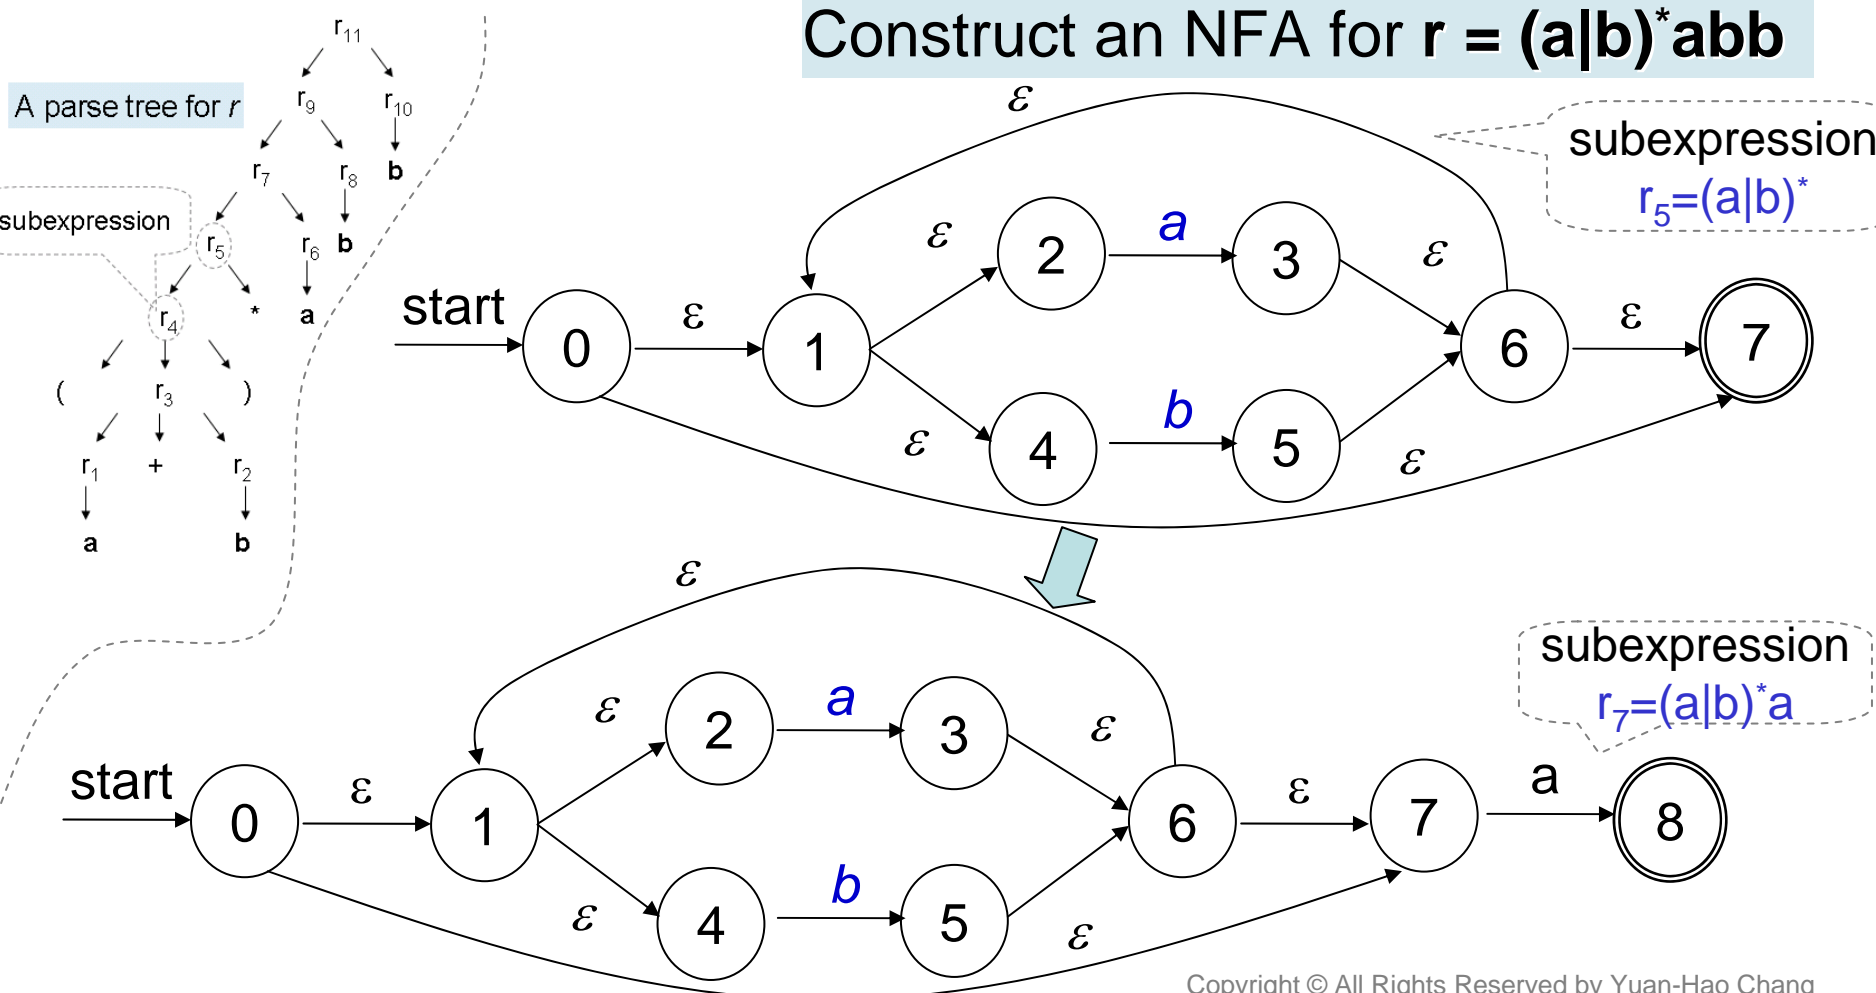 Construct an NFA for r = (a|b)*abb
A parse tree for r
r11
r9 r10
r7 r8 b
subexpression
r5 r6 b
r4 * a
( r3 )
r1 + r2
a b
subexpression
r5=(a|b)*
ε
ε a ε
2 3
start ε ε
0 1 6 7
ε b ε
4 5
subexpression
r7=(a|b)*a
ε
ε a ε
2 3
start ε ε a
0 1 6 7 8
ε b ε
4 5
Copyright © All Rights Reserved by Yuan-Hao Chang